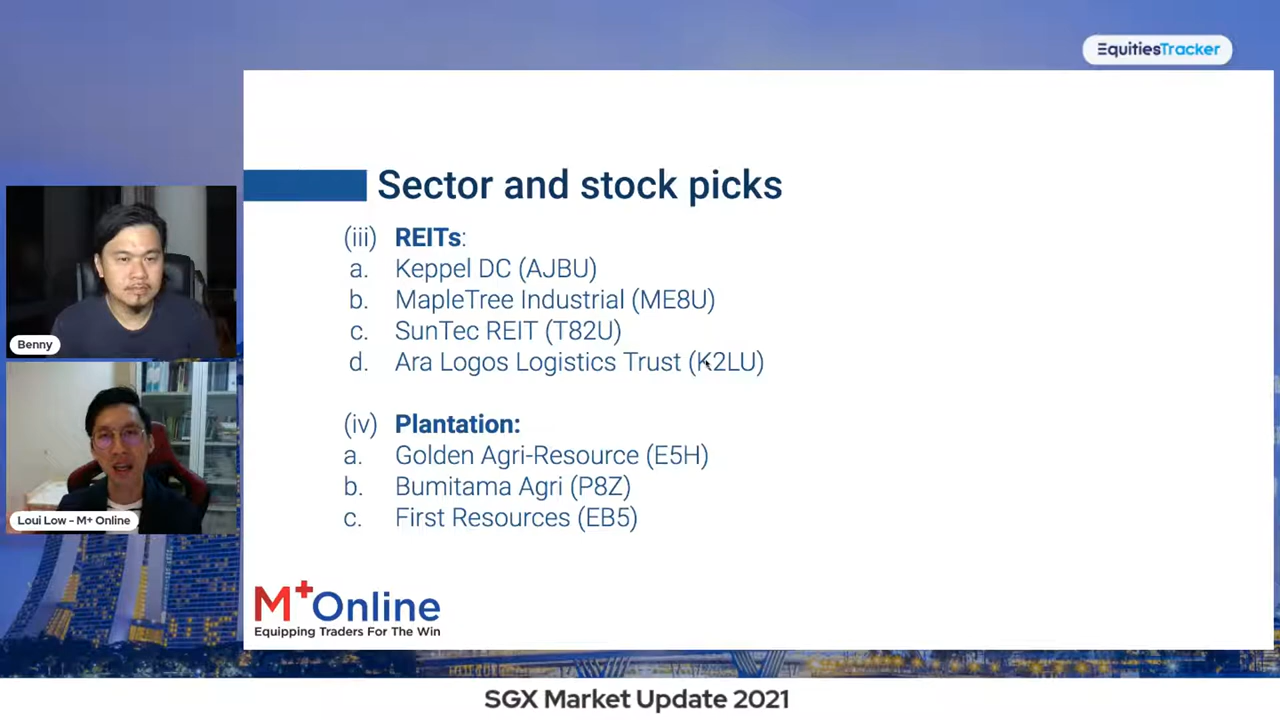 EquitiesTracker
Sector and stock picks
(iii) REITs:
a. Keppel DC (AJBU)
b. MapleTree Industrial (ME8U)
c. SunTec REIT (T82U)
d. Ara Logos Logistics Trust (K2LU)
(iv) Plantation:
a. Golden Agri-Resource (E5H)
b. Bumitama Agri (P8Z)
c. First Resources (EB5)
Benny
Loui Low - M+ Online
M+Online
Equipping Traders For The Win
SGX Market Update 2021